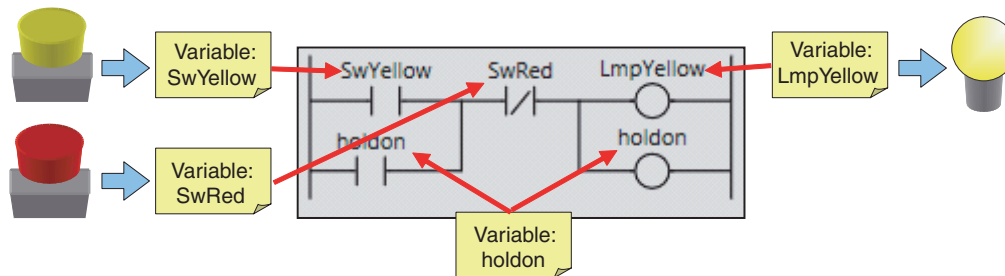 Variable:
SwYellow
SwYellow
SwRed
LmpYellow
Variable:
LmpYellow
holdon
holdon
Variable:
SwRed
Variable:
holdon